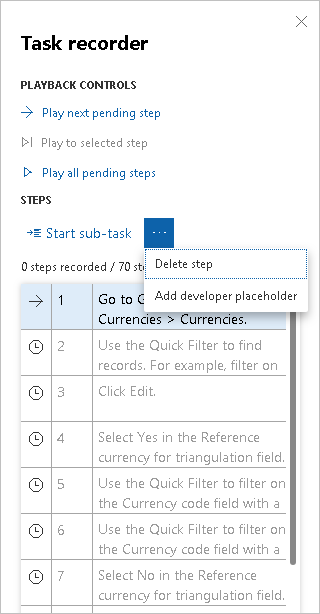 Task recorder
PLAYBACK CONTROLS
Play next pending step
Play to selected step
Play all pending steps
STEPS
Start sub-task
···
Delete step
Add developer placeholder
0 steps recorded / 70
1
Go to
Currencies > Currencies.
2
Use the Quick Filter to find
records. For example, filter on
3
Click Edit.
4
Select Yes in the Reference
currency for triangulation field.
5
Use the Quick Filter to filter on
the Currency code field with a
6
Use the Quick Filter to filter on
the Currency code field with a
7
Select No in the Reference
currency for triangulation field.